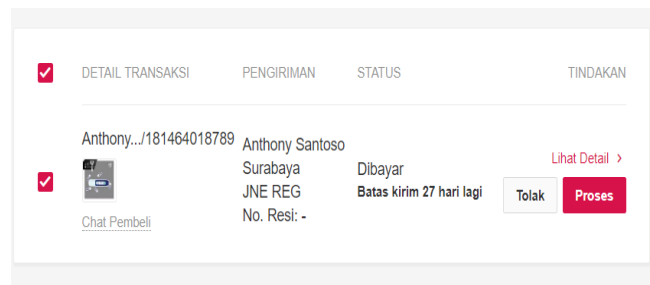 DETAIL TRANSAKSI
PENGIRIMAN
STATUS
TINDAKAN
Anthony.../181464018789
Chat Pembeli
Anthony Santoso
Surabaya
JNE REG
No. Resi: -
Dibayar
Batas kirim 27 hari lagi
Lihat Detail >
Tolak
Proses